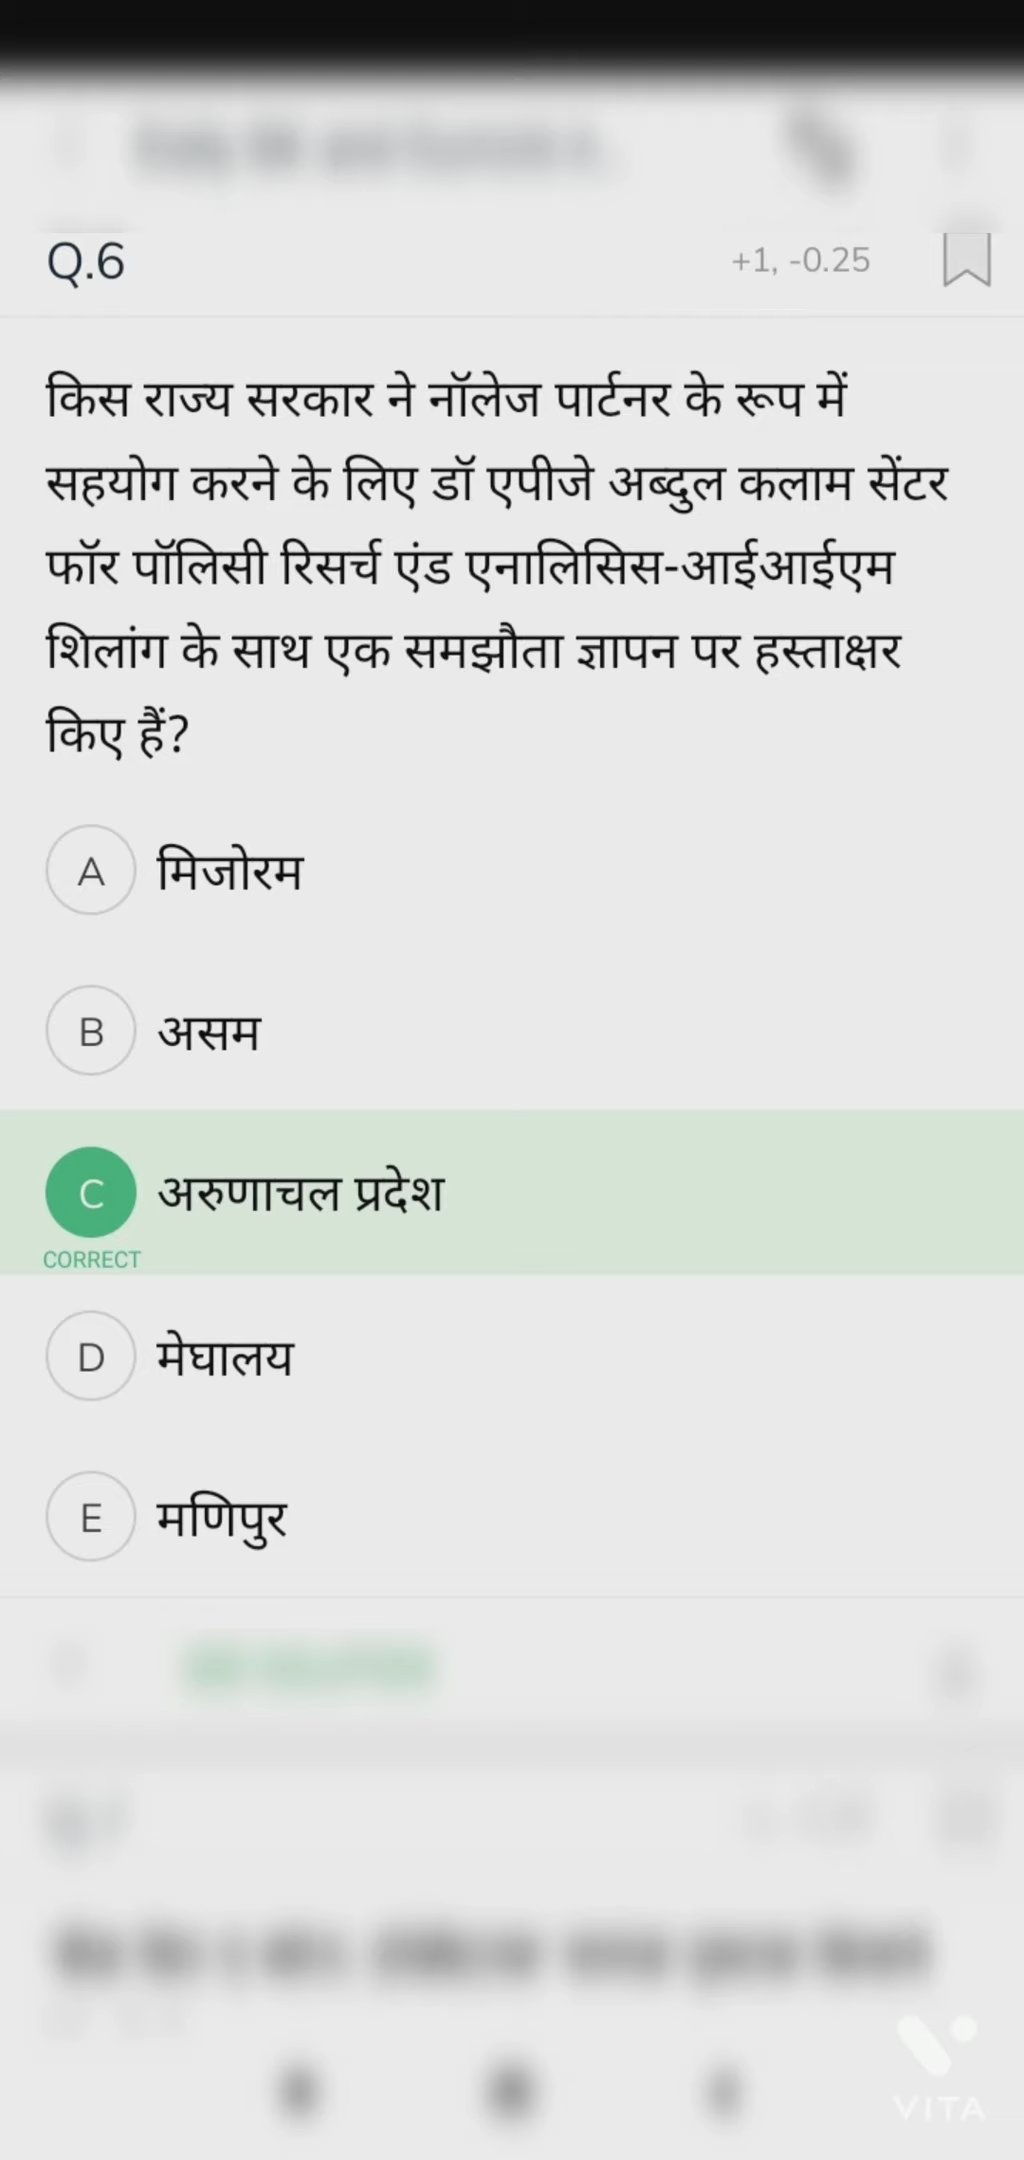 Q.6
+1, -0.25
किस राज्य सरकार ने नॉलेज पार्टनर के रूप में
सहयोग करने के लिए डॉ एपीजे अब्दुल कलाम सेंटर
फॉर पॉलिसी रिसर्च एंड एनालिसिस-आईआईएम
शिलांग के साथ एक समझौता ज्ञापन पर हस्ताक्षर
किए हैं?
A मिजोरम
B असम
C अरुणाचल प्रदेश
CORRECT
D मेघालय
E मणिपुर
VITA